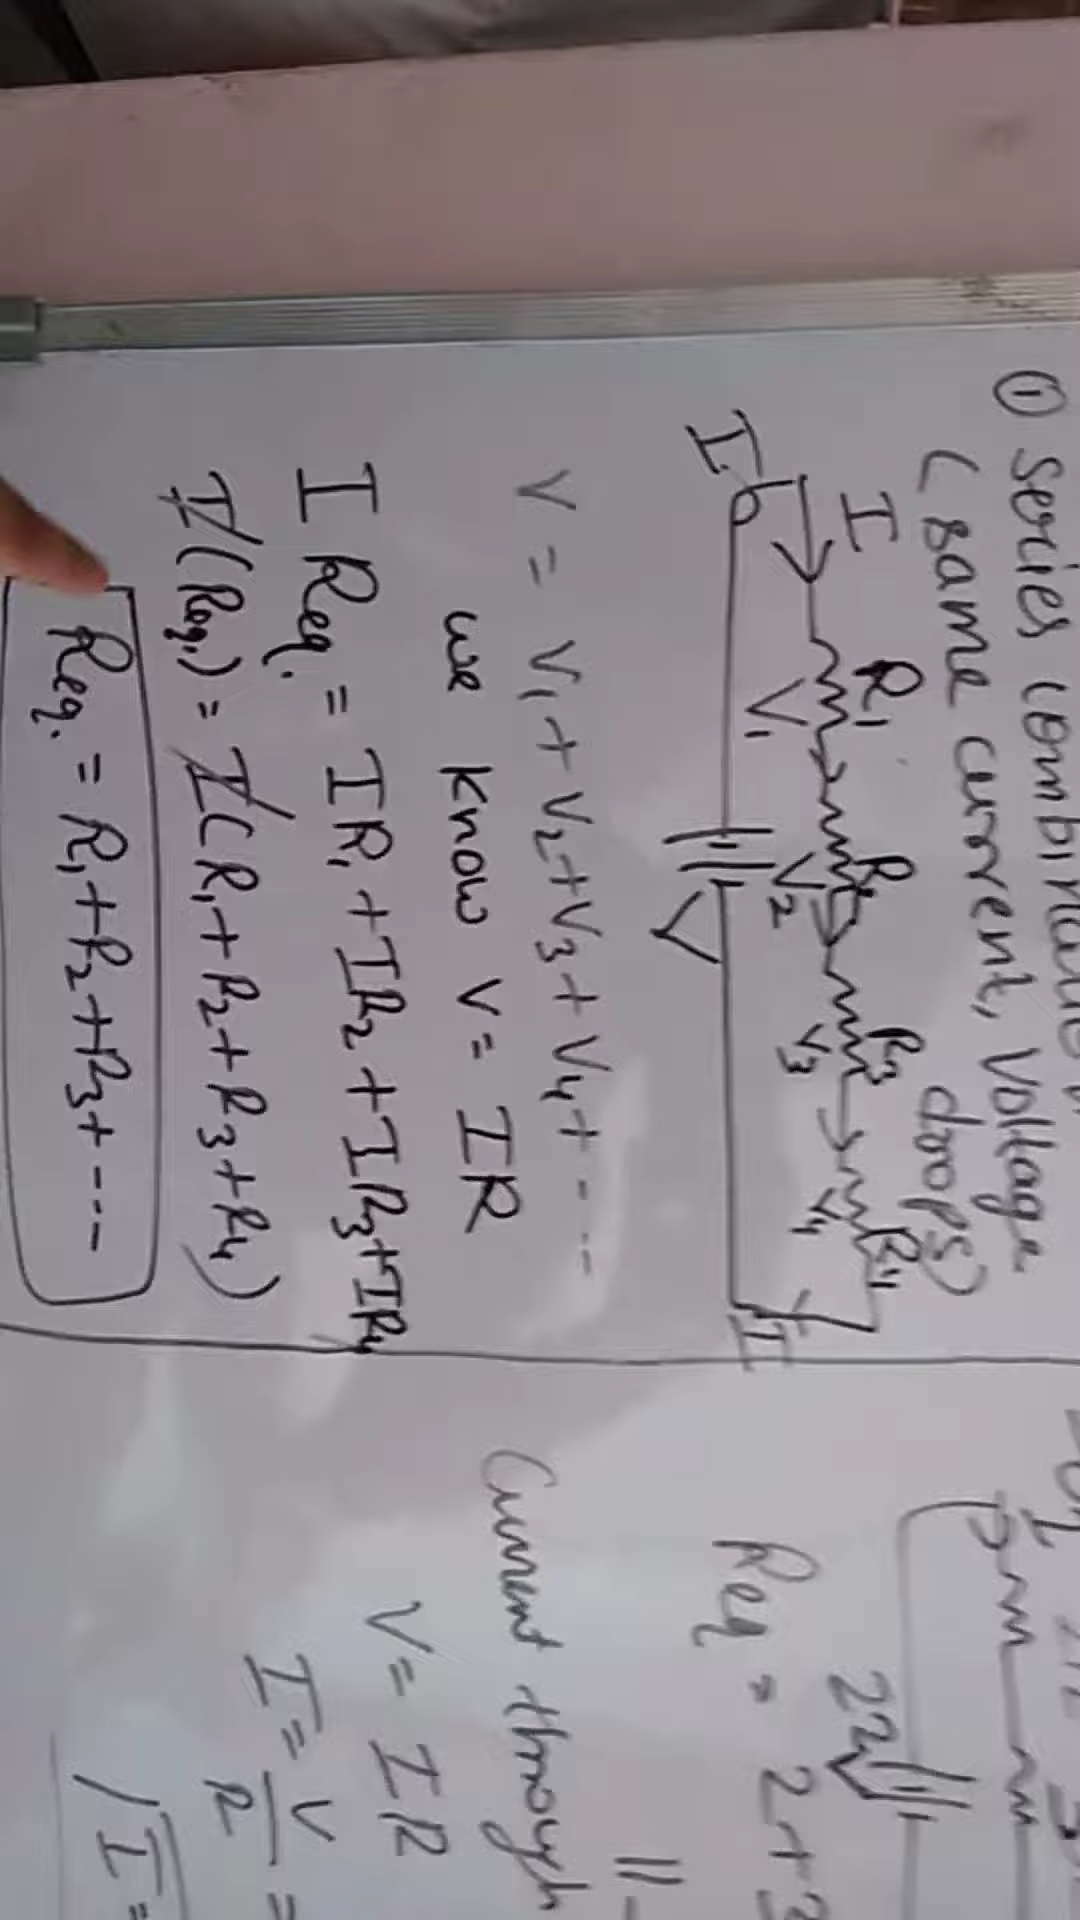 ① Series combination
(same current, Voltage
drops)
I R₁ R₂ R₃ R₄
V₁ V₂ V₃ V₄
I V I
V = V₁ + V₂ + V₃ + V₄ + - - -
we know V = IR
I Req. = IR₁ + IR₂ + IR₃ + IR₄
I(Req.) = I(R₁ + R₂ + R₃ + R₄)
Req. = R₁ + R₂ + R₃ + - - -
22V
Req = 2+3
Current through
V = IR
I = V/R =
I =